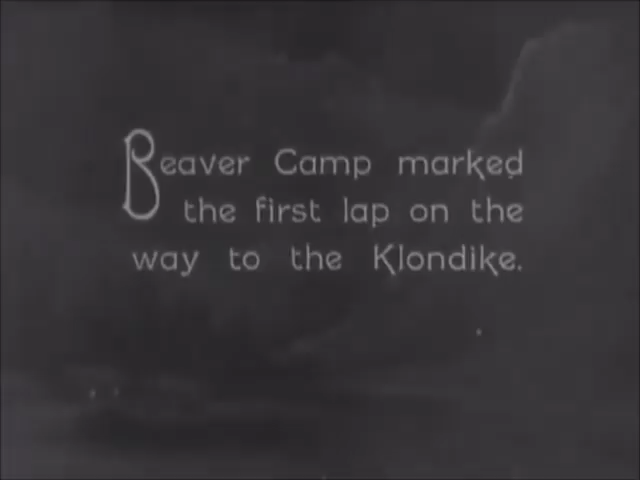 Beaver Camp marked
the first lap on the
way to the Klondike.